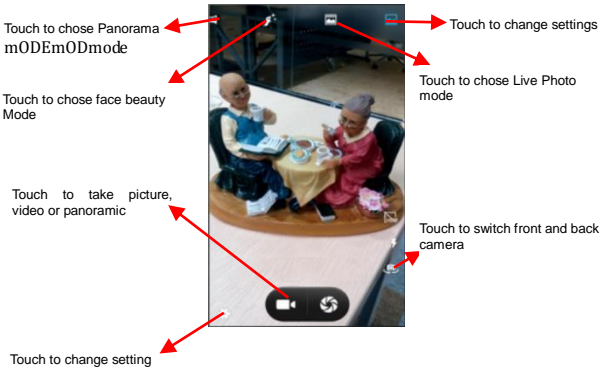 Touch to chose Panorama
mODEmODmode
Touch to change settings
Touch to chose Live Photo
mode
Touch to chose face beauty
Mode
Touch to take picture,
video or panoramic
Touch to switch front and back
camera
Touch to change setting